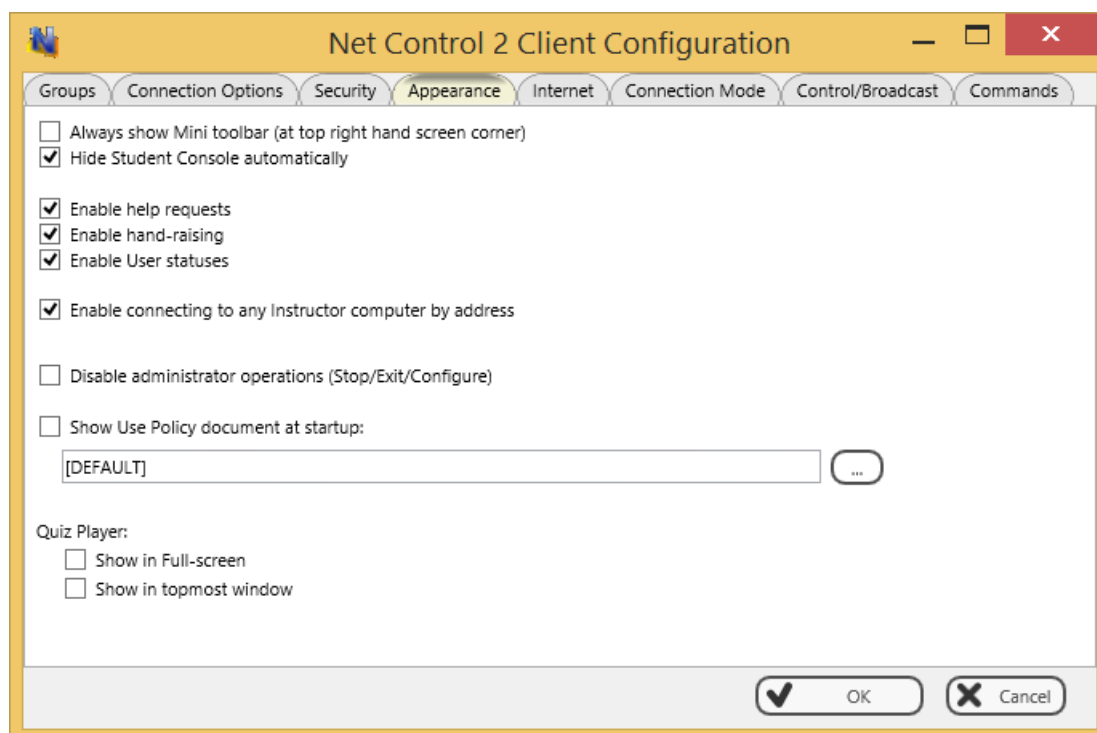 Net Control 2 Client Configuration
Groups Connection Options Security Appearance Internet Connection Mode Control/Broadcast Commands
Always show Mini toolbar (at top right hand screen corner)
Hide Student Console automatically
Enable help requests
Enable hand-raising
Enable User statuses
Enable connecting to any Instructor computer by address
Disable administrator operations (Stop/Exit/Configure)
Show Use Policy document at startup:
[DEFAULT] ...
Quiz Player:
Show in Full-screen
Show in topmost window
OK Cancel